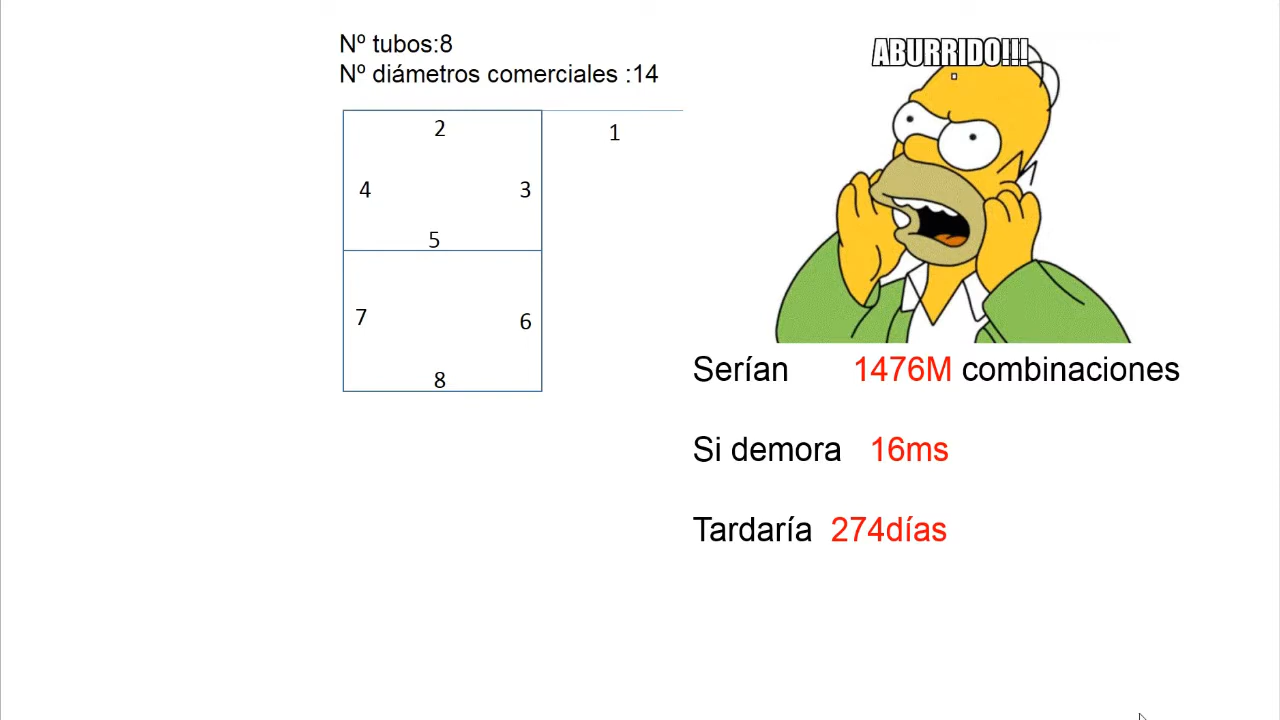 Nº tubos:8
Nº diámetros comerciales :14
ABURRIDO!!!
.
2
1
4
3
5
7
6
8
Serían 1476M combinaciones
Si demora 16ms
Tardaría 274días